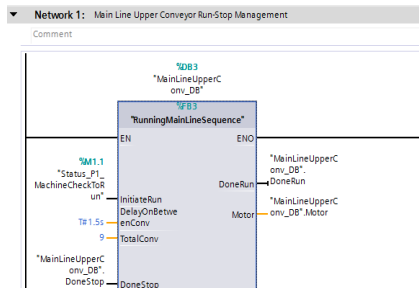 Network 1: Main Line Upper Conveyor Run-Stop Management
Comment
%DB3
"MainLineUpperC
onv_DB"
%FB3
"RunningMainLineSequence"
EN ENO
%M1.1
"Status_P1_
MachineCheckToR
un"
InitiateRun
"MainLineUpperC
onv_DB".
DoneRun
DoneRun
T#1.5s
DelayOnBetwe
enConv
Motor
"MainLineUpperC
onv_DB".Motor
9
TotalConv
"MainLineUpperC
onv_DB".
DoneStop
DoneStop